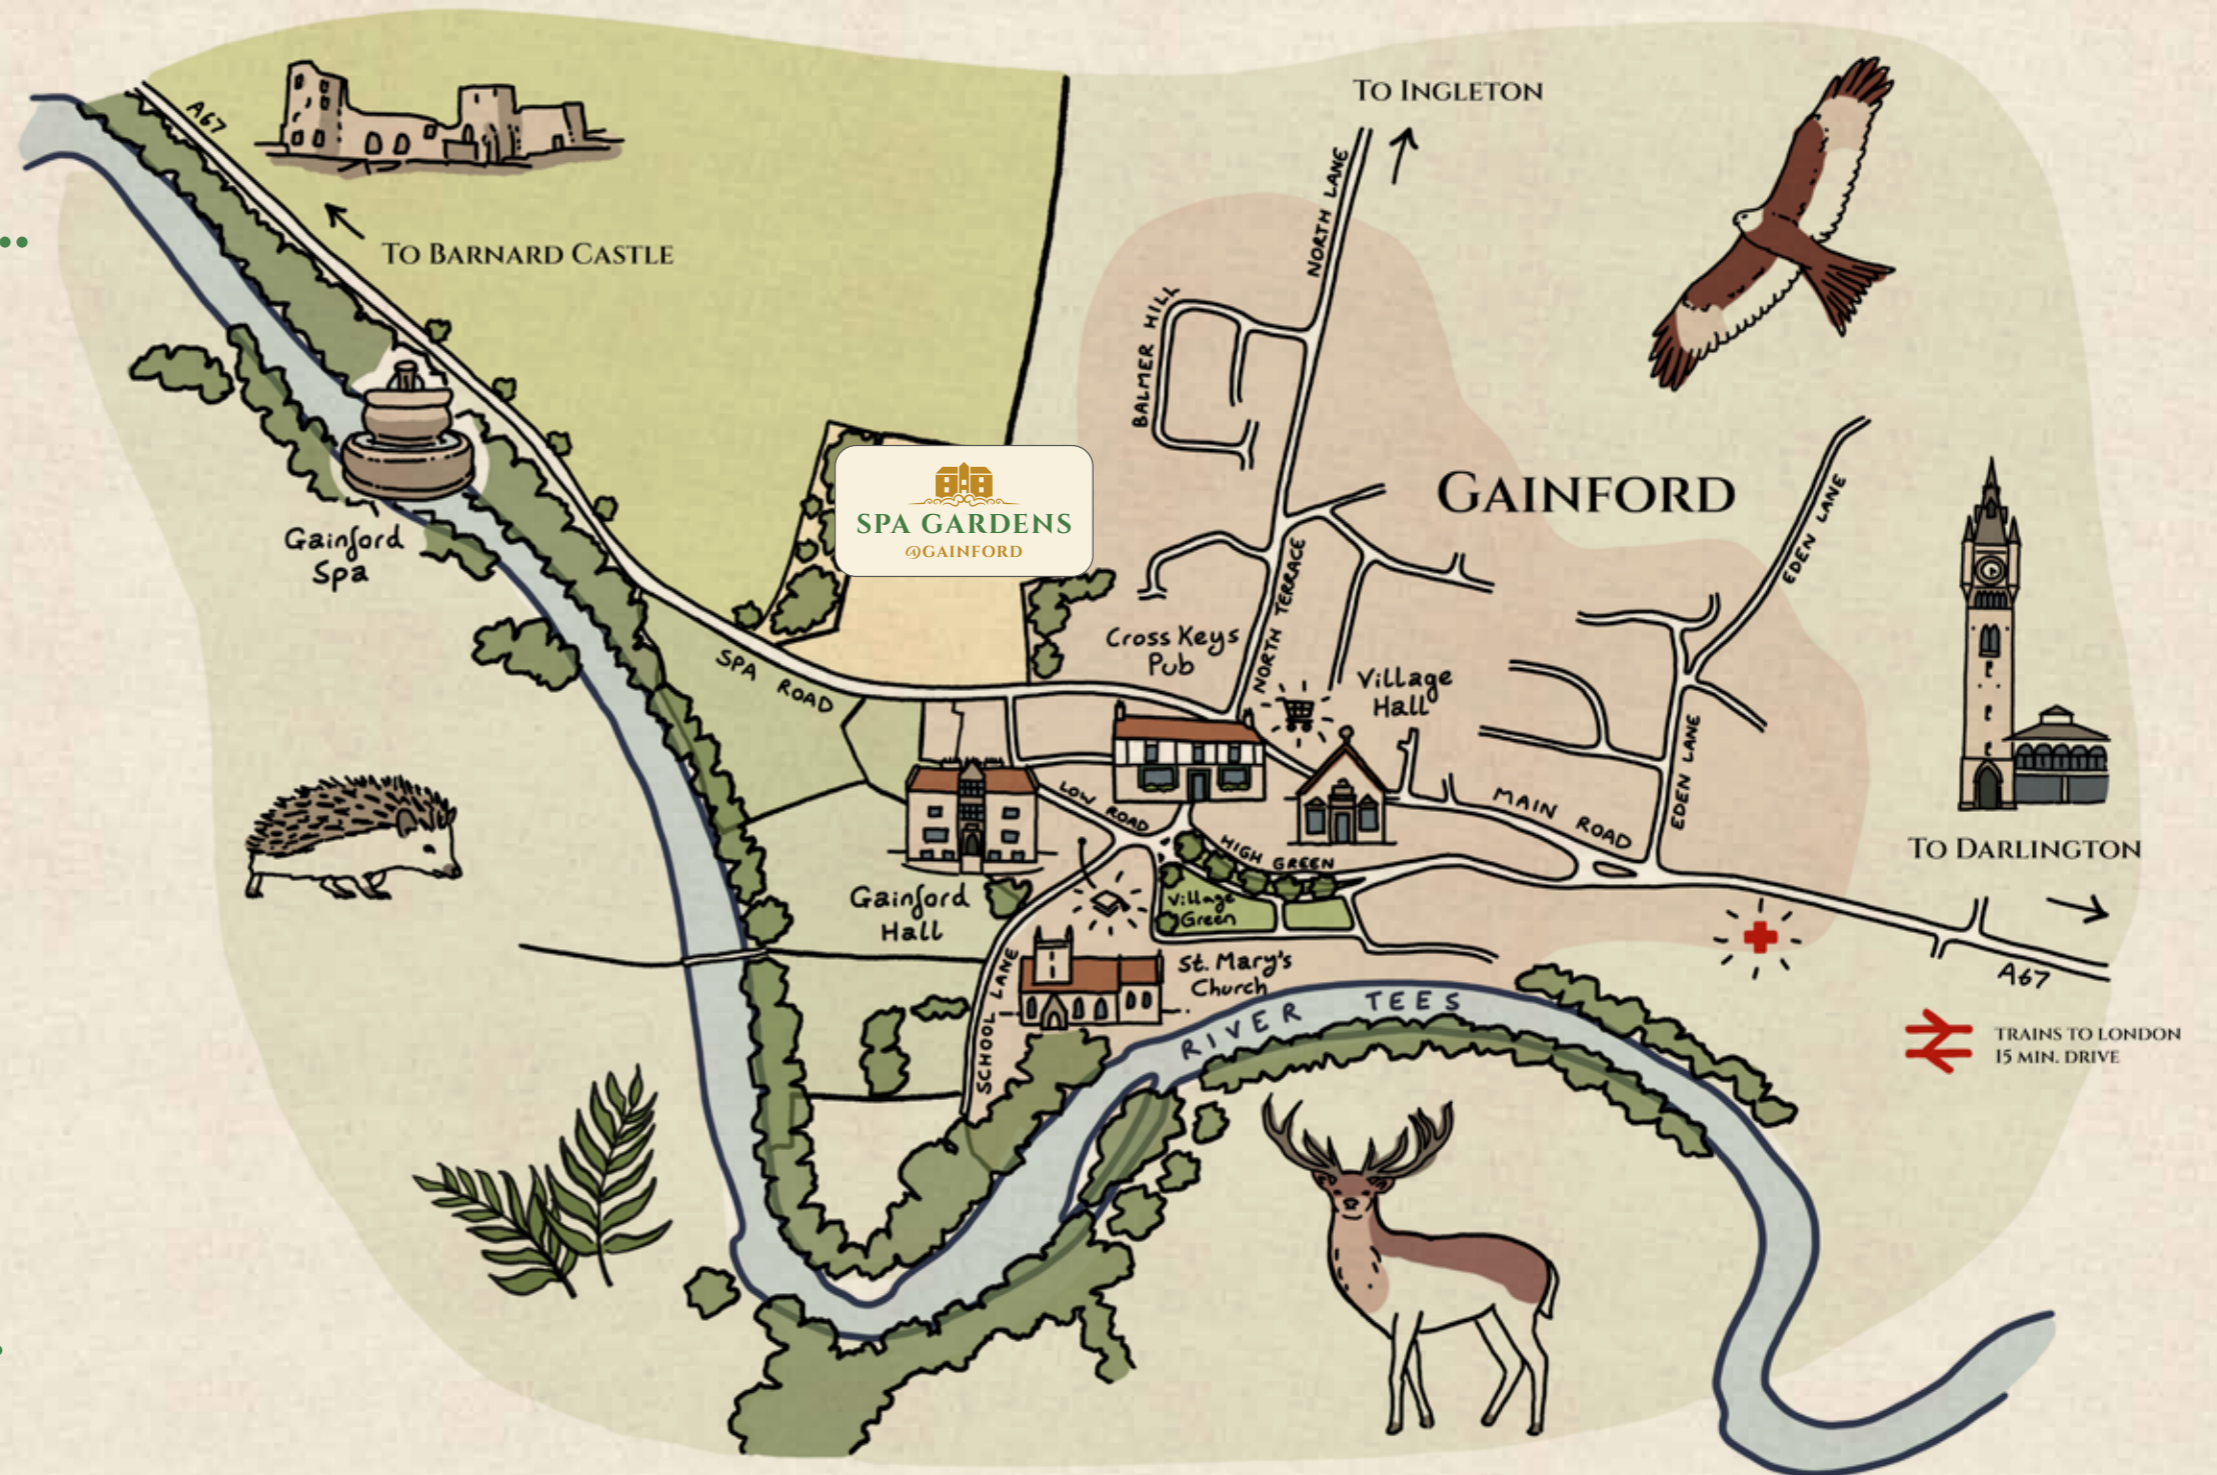 TO INGLETON
A67
NORTH LANE
TO BARNARD CASTLE
BALMER HILL
GAINFORD
EDEN LANE
SPA GARDENS
@GAINFORD
Gainford
Spa
NORTH TERRACE
Cross Keys
Pub
SPA ROAD
Village
Hall
EDEN LANE
LOW ROAD
MAIN ROAD
HIGH GREEN
TO DARLINGTON
Gainford
Hall
Village
Green
SCHOOL LANE
St. Mary's
Church
A67
RIVER TEES
TRAINS TO LONDON
15 MIN. DRIVE